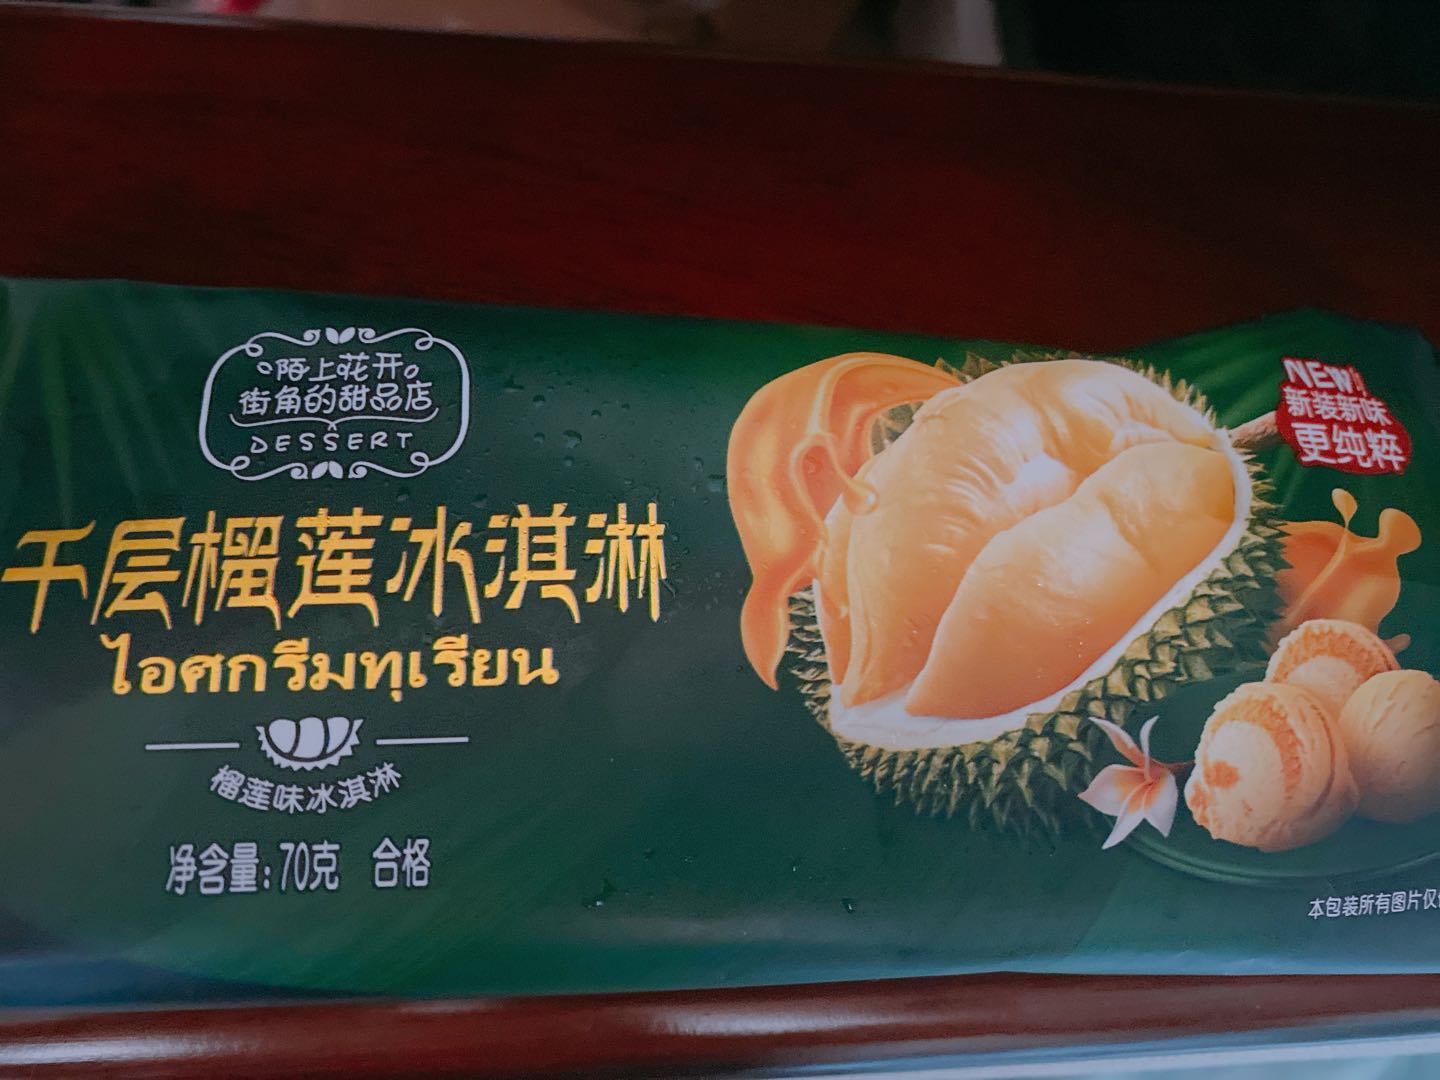 陌上花开
街角的甜品店
DESSERT
千层榴莲冰淇淋
ไอศกรีมทุเรียน
榴莲味冰淇淋
净含量:70克 合格
NEW!
新装新味
更纯粹
本包装所有图片仅